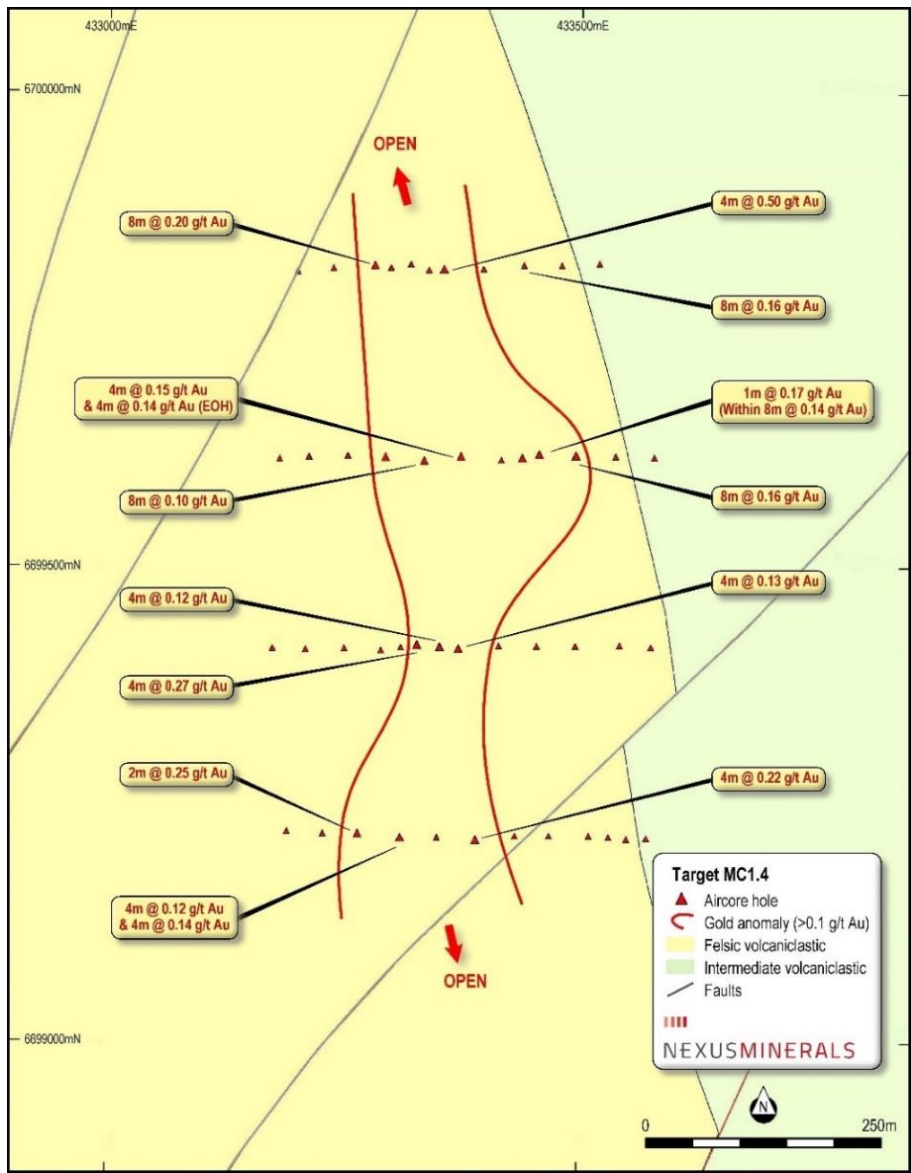 433000mE
433500mE
6700000mN
OPEN
8m @ 0.20 g/t Au
4m @ 0.50 g/t Au
8m @ 0.16 g/t Au
4m @ 0.15 g/t Au
& 4m @ 0.14 g/t Au (EOH)
1m @ 0.17 g/t Au
(Within 8m @ 0.14 g/t Au)
8m @ 0.10 g/t Au
8m @ 0.16 g/t Au
6699500mN
4m @ 0.12 g/t Au
4m @ 0.13 g/t Au
4m @ 0.27 g/t Au
2m @ 0.25 g/t Au
4m @ 0.22 g/t Au
4m @ 0.12 g/t Au
& 4m @ 0.14 g/t Au
OPEN
6699000mN
Target MC1.4
Aircore hole
Gold anomaly (>0.1 g/t Au)
Felsic volcaniclastic
Intermediate volcaniclastic
Faults
NEXUSMINERALS
N
0
250m